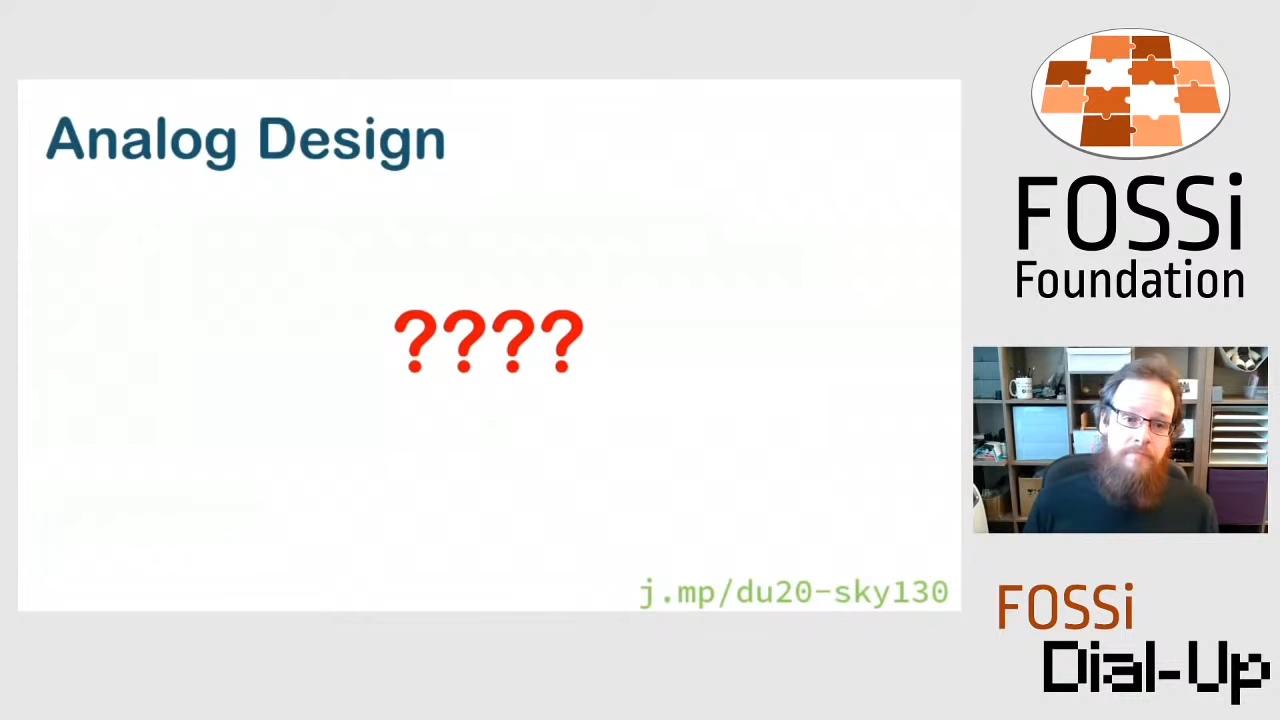 Analog Design
????
j.mp/du20-sky130
FOSSi
Foundation
FOSSi
Dial-Up